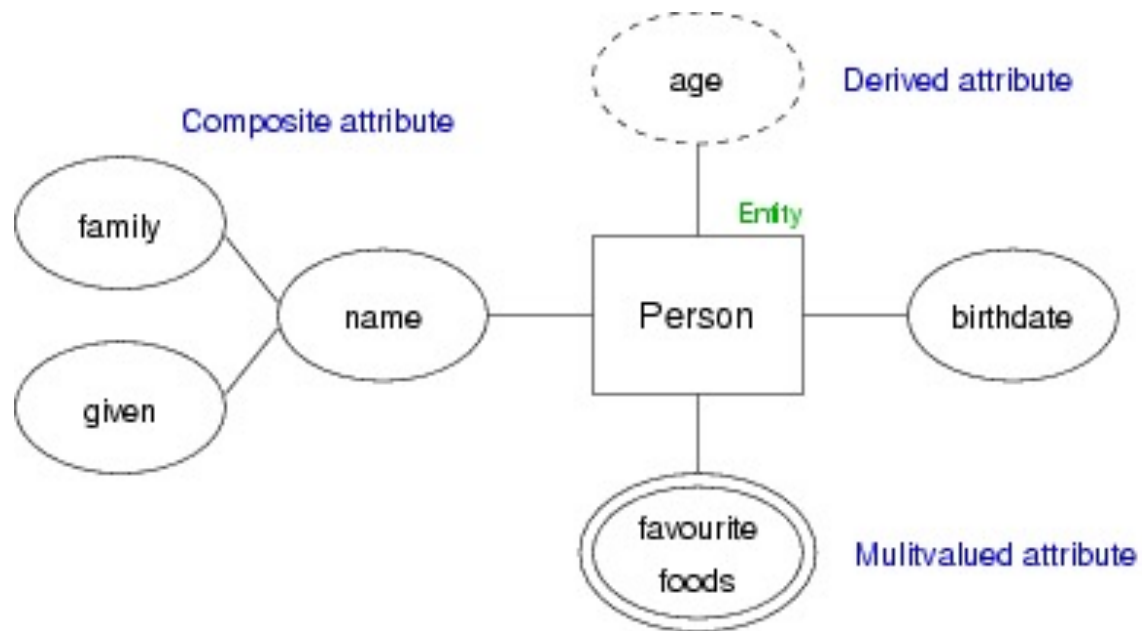 age
Derived attribute
Composite attribute
family
Entity
name
Person
birthdate
given
favourite
foods
Mulitvalued attribute